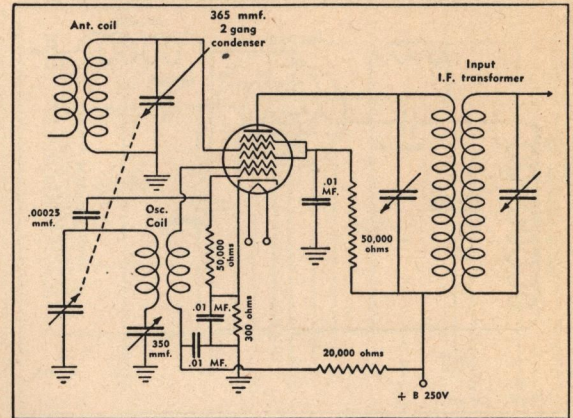 Ant. coil
365 mmf.
2 gang
condenser
Input
I.F. transformer
.00025
mmf.
Osc.
Coil
.01
MF.
50,000
ohms
50,000
ohms
.01 MF.
300 ohms
350
mmf.
.01 MF.
20,000 ohms
+ B 250V